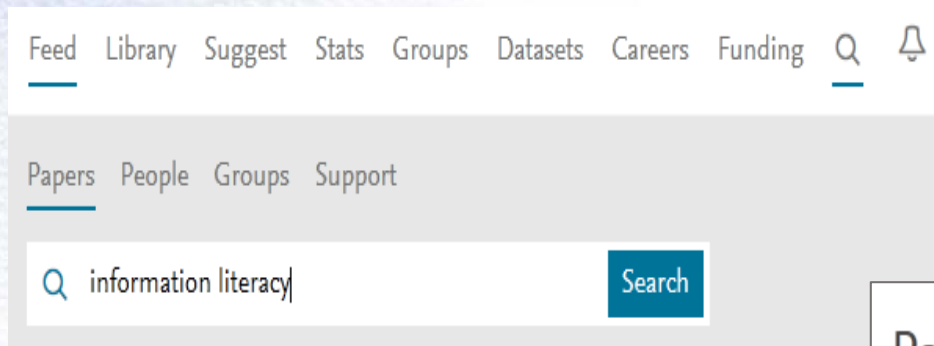 Feed Library Suggest Stats Groups Datasets Careers Funding
Papers People Groups Support
information literacy Search